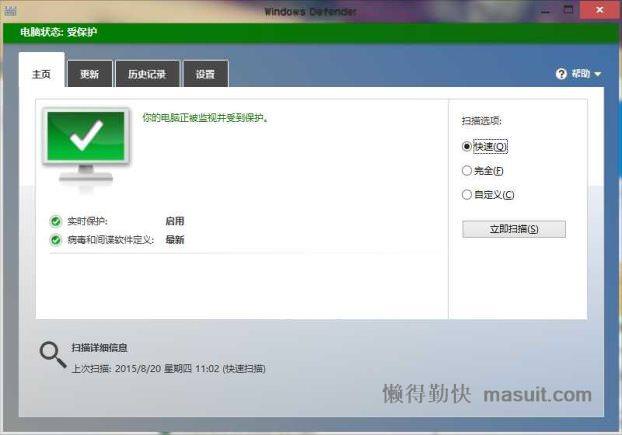 Windows Defender
电脑状态: 受保护
主页 更新 历史记录 设置 帮助
你的电脑正被监视并受到保护。
扫描选项:
快速(Q)
完全(F)
自定义(C)
立即扫描(S)
实时保护: 启用
病毒和间谍软件定义: 最新
扫描详细信息
上次扫描: 2015/8/20 星期四 11:02 (快速扫描)
懒得勤快 masuit.com